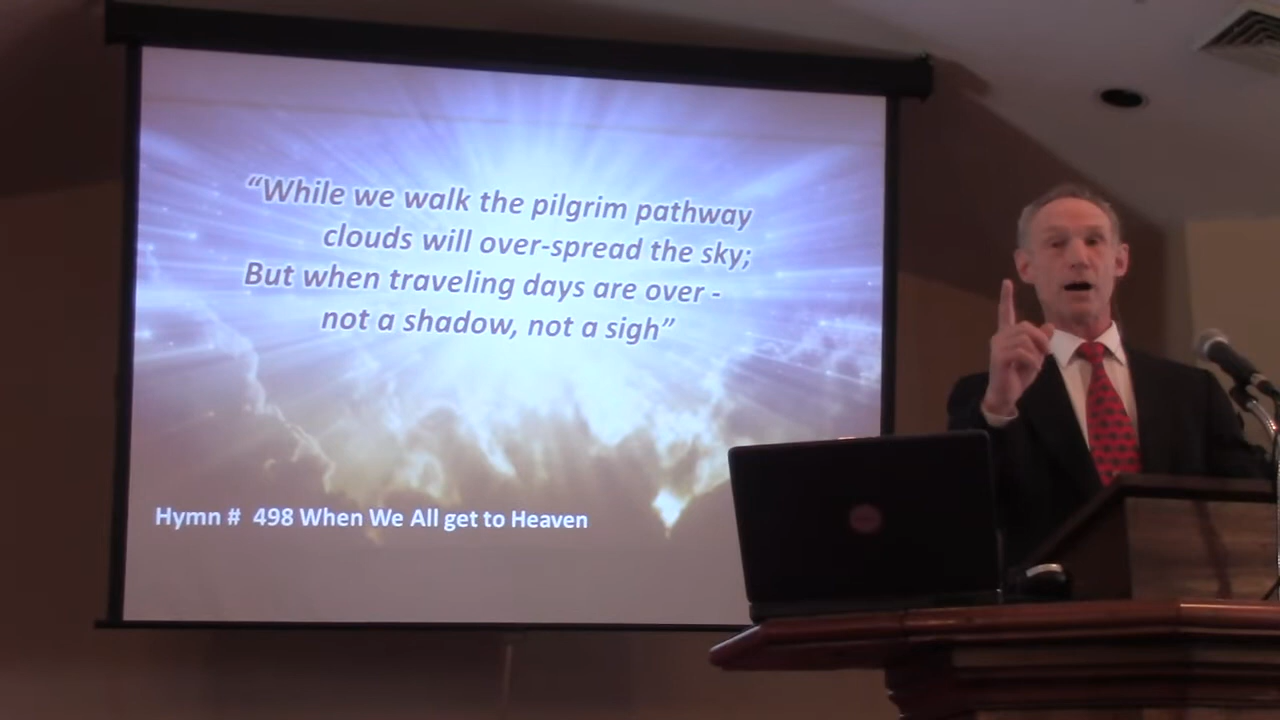 “While we walk the pilgrim pathway
clouds will over-spread the sky;
But when traveling days are over -
not a shadow, not a sigh”
Hymn #  498 When We All get to Heaven